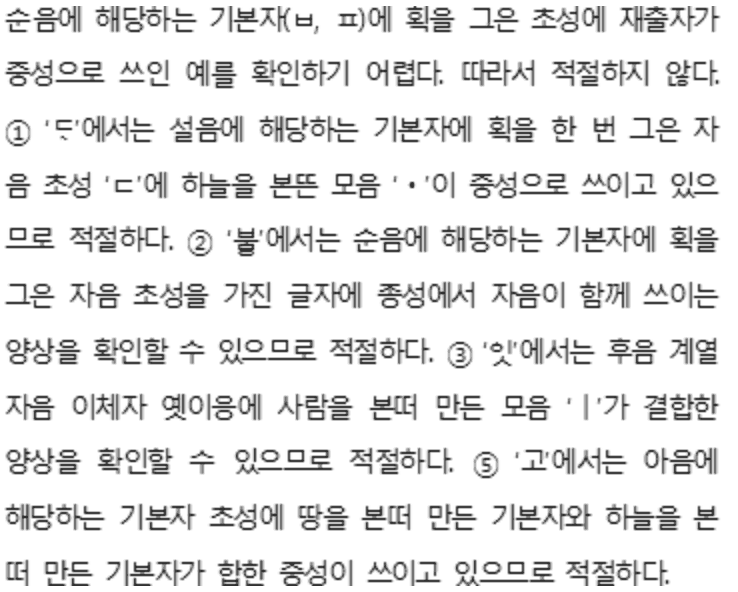 순음에 해당하는 기본자(ㅂ, ㅍ)에 획을 그은 초성에 재출자가
중성으로 쓰인 예를 확인하기 어렵다. 따라서 적절하지 않다.
① ‘ᄃᆞᆺ’에서는 설음에 해당하는 기본자에 획을 한 번 그은 자
음 초성 ‘ㄷ’에 하늘을 본뜬 모음 ‘ㆍ’이 중성으로 쓰이고 있으
므로 적절하다. ② ‘붏’에서는 순음에 해당하는 기본자에 획을
그은 자음 초성을 가진 글자에 종성에서 자음이 함께 쓰이는
양상을 확인할 수 있으므로 적절하다. ③ ‘잇’에서는 후음 계열
자음 이체자 옛이응에 사람을 본떠 만든 모음 ‘ㅣ’가 결합한
양상을 확인할 수 있으므로 적절하다. ⑤ ‘고’에서는 아음에
해당하는 기본자 초성에 땅을 본떠 만든 기본자와 하늘을 본
떠 만든 기본자가 합한 중성이 쓰이고 있으므로 적절하다.